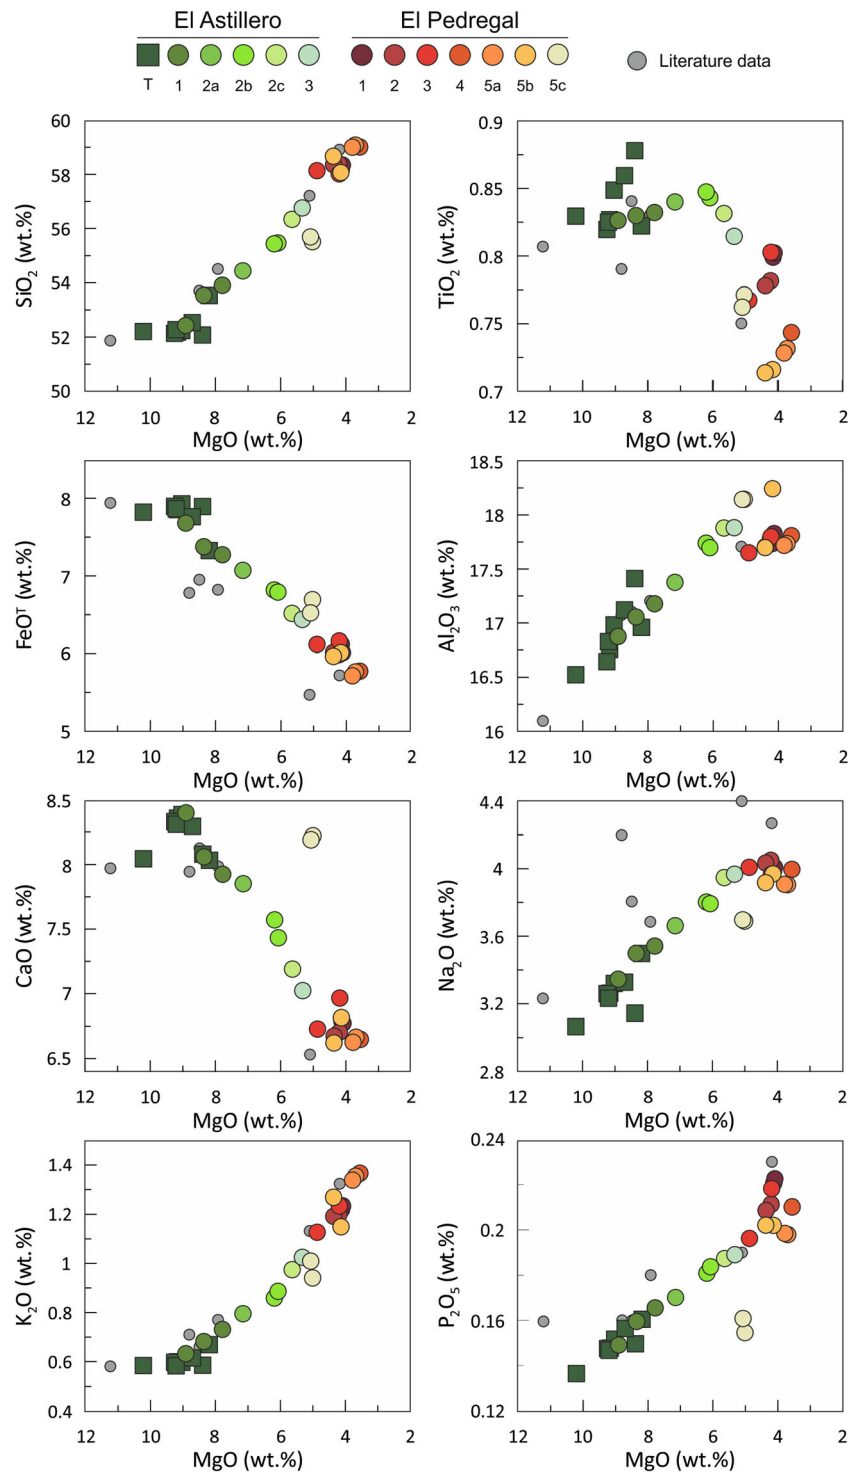 El Astillero El Pedregal
Literature data
T 1 2a 2b 2c 3 1 2 3 4 5a 5b 5c
60
58
56
54
52
50
SiO₂ (wt.%)
12 10 8 6 4 2
MgO (wt.%)
0.9
0.85
0.8
0.75
0.7
TiO₂ (wt.%)
12 10 8 6 4 2
MgO (wt.%)
8
7
6
5
FeOᵀ (wt.%)
12 10 8 6 4 2
MgO (wt.%)
18.5
18
17.5
17
16.5
16
Al₂O₃ (wt.%)
12 10 8 6 4 2
MgO (wt.%)
8.5
8
7.5
7
6.5
CaO (wt.%)
12 10 8 6 4 2
MgO (wt.%)
4.4
4
3.6
3.2
2.8
Na₂O (wt.%)
12 10 8 6 4 2
MgO (wt.%)
1.4
1.2
1
0.8
0.6
0.4
K₂O (wt.%)
12 10 8 6 4 2
MgO (wt.%)
0.24
0.2
0.16
0.12
P₂O₅ (wt.%)
12 10 8 6 4 2
MgO (wt.%)